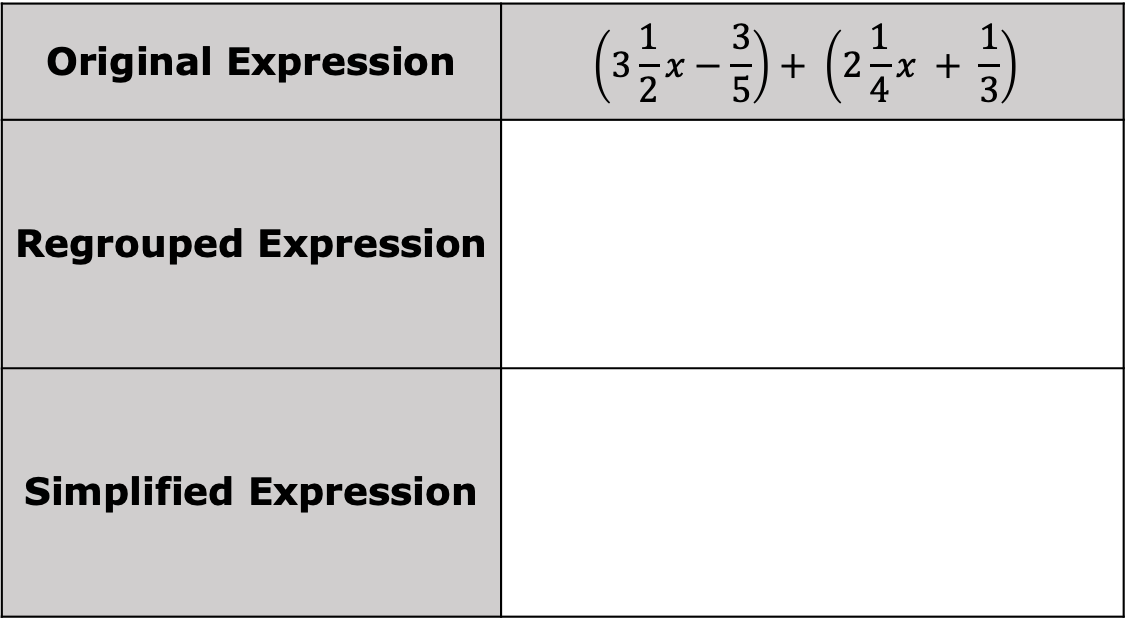 Original Expression
(3 1/2 x − 3/5) + (2 1/4 x + 1/3)
Regrouped Expression
Simplified Expression